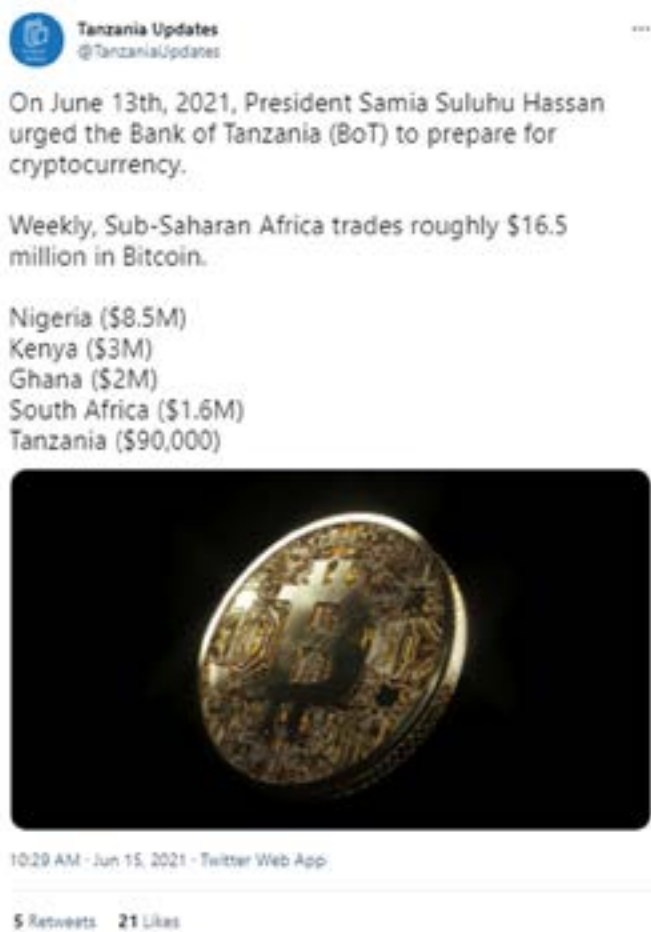 Tanzania Updates
@TanzaniaUpdates
On June 13th, 2021, President Samia Suluhu Hassan
urged the Bank of Tanzania (BoT) to prepare for
cryptocurrency.
Weekly, Sub-Saharan Africa trades roughly $16.5
million in Bitcoin.
Nigeria ($8.5M)
Kenya ($3M)
Ghana ($2M)
South Africa ($1.6M)
Tanzania ($90,000)
10:29 AM · Jun 15, 2021 · Twitter Web App
5 Retweets 21 Likes